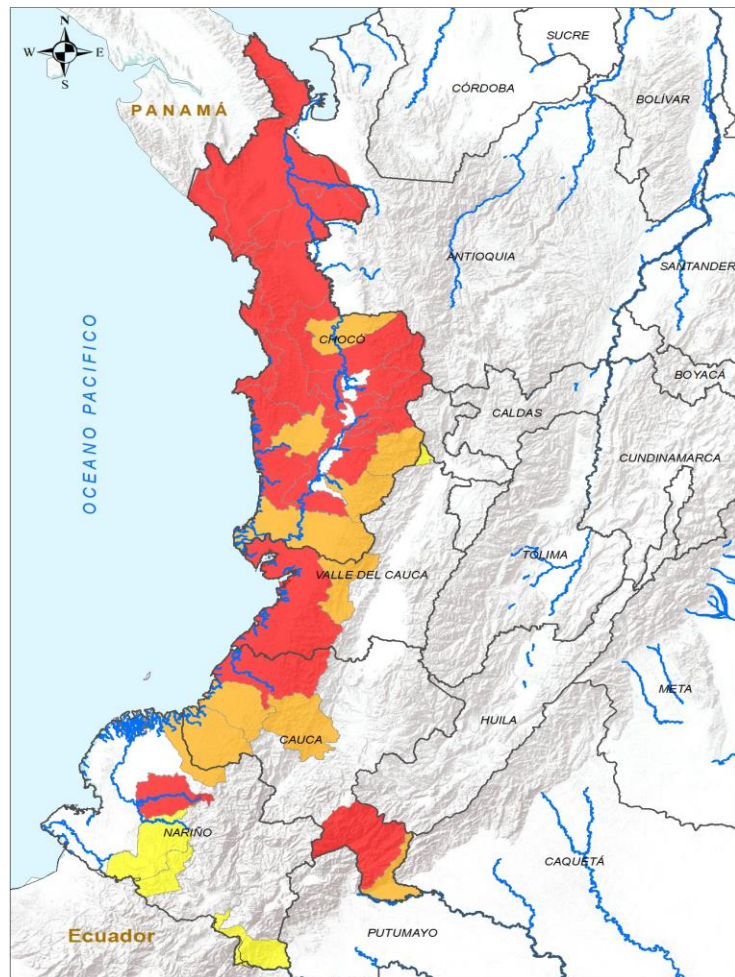 N
W E
S
PANAMÁ
SUCRE
CÓRDOBA
BOLÍVAR
ANTIOQUIA
SANTANDER
OCEANO PACIFICO
CHOCÓ
BOYACÁ
CALDAS
CUNDINAMARCA
TOLIMA
VALLE DEL CAUCA
META
HUILA
CAUCA
NARIÑO
CAQUETÁ
Ecuador
PUTUMAYO